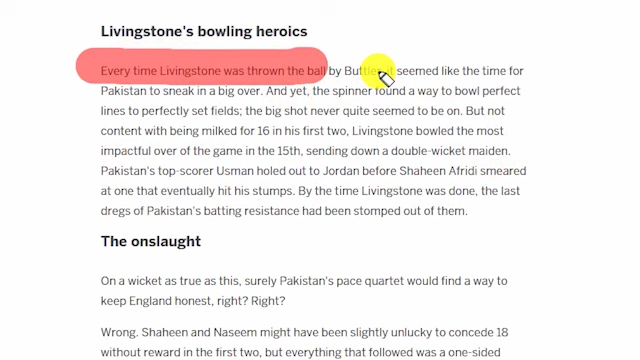 Livingstone's bowling heroics
Every time Livingstone was thrown the ball by Buttler, it seemed like the time for
Pakistan to sneak in a big over. And yet, the spinner found a way to bowl perfect
lines to perfectly set fields; the big shot never quite seemed to be on. But not
content with being milked for 16 in his first two, Livingstone bowled the most
impactful over of the game in the 15th, sending down a double-wicket maiden.
Pakistan's top-scorer Usman holed out to Jordan before Shaheen Afridi smeared
at one that eventually hit his stumps. By the time Livingstone was done, the last
dregs of Pakistan's batting resistance had been stomped out of them.
The onslaught
On a wicket as true as this, surely Pakistan's pace quartet would find a way to
keep England honest, right? Right?
Wrong. Shaheen and Naseem might have been slightly unlucky to concede 18
without reward in the first two, but everything that followed was a one-sided